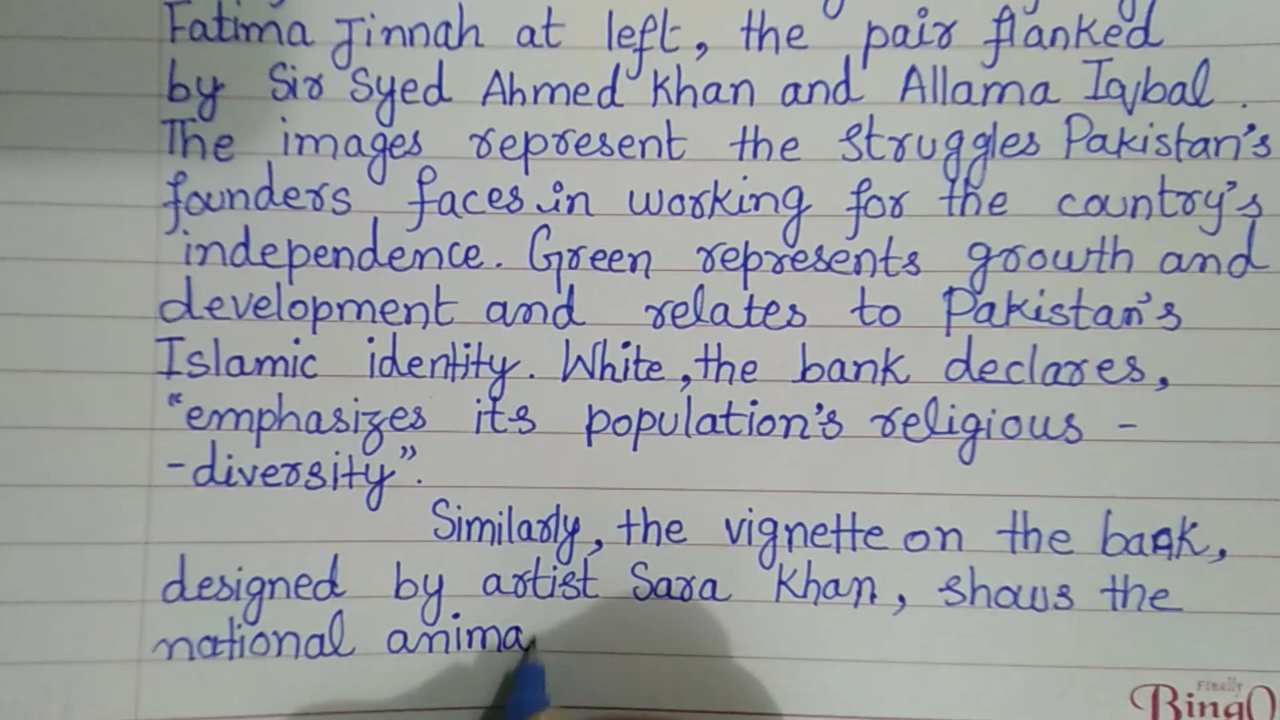 Fatima Jinnah at left, the pair flanked
by Sir Syed Ahmed Khan and Allama Iqbal.
The images represent the struggles Pakistan's
founders faces in working for the country's
independence. Green represents growth and
development and relates to Pakistan's
Islamic identity. White, the bank declares,
"emphasizes its population's religious -
-diversity".
Similarly, the vignette on the back,
designed by artist Sara Khan, shows the
national anima
Finally
BingO